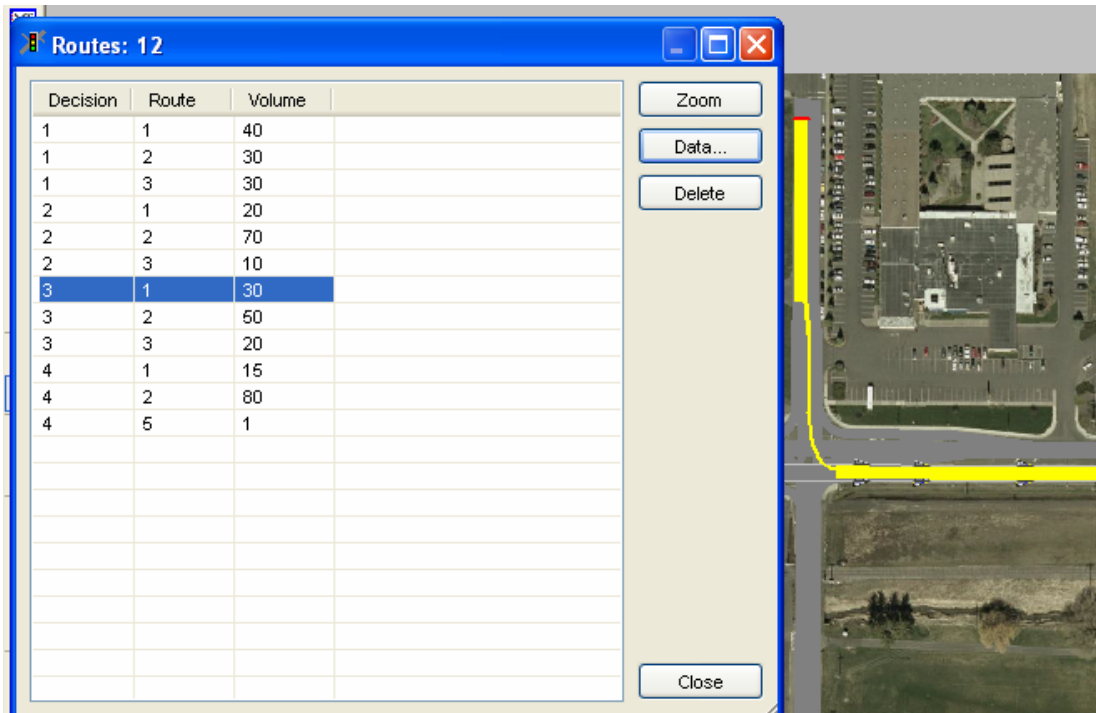 Routes: 12
Decision Route Volume
1 1 40
1 2 30
1 3 30
2 1 20
2 2 70
2 3 10
3 1 30
3 2 50
3 3 20
4 1 15
4 2 80
4 5 1
Zoom
Data...
Delete
Close